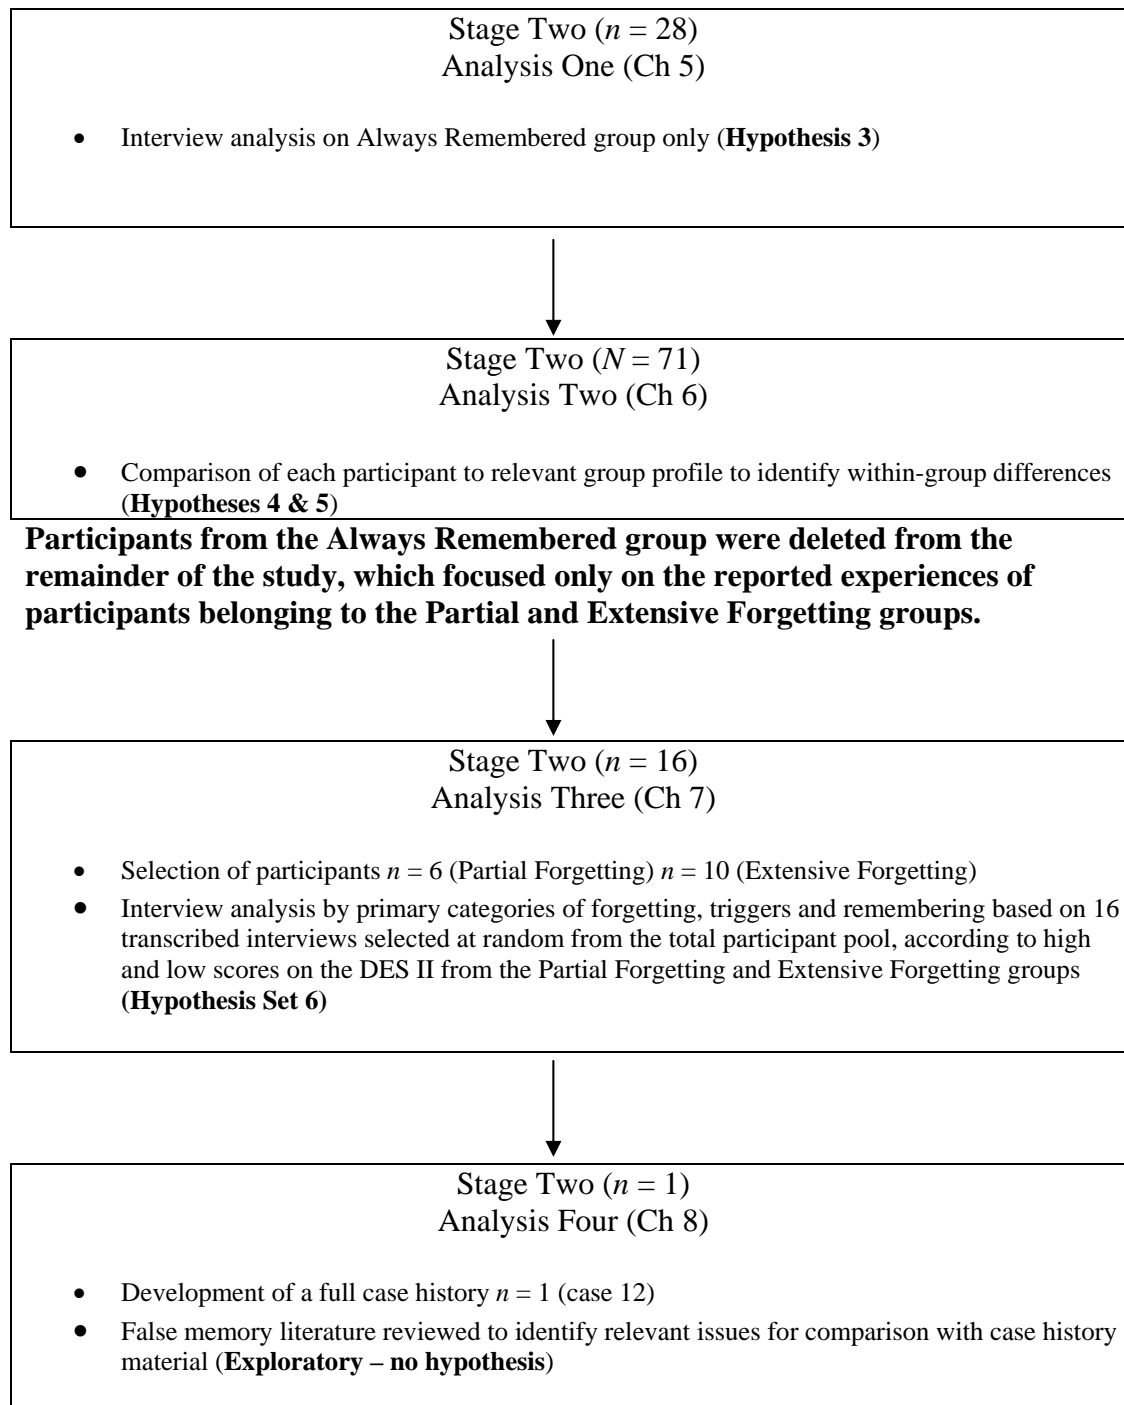 Stage Two (n = 28)
Analysis One (Ch 5)
• Interview analysis on Always Remembered group only (Hypothesis 3)
Stage Two (N = 71)
Analysis Two (Ch 6)
• Comparison of each participant to relevant group profile to identify within-group differences
(Hypotheses 4 & 5)
Participants from the Always Remembered group were deleted from the
remainder of the study, which focused only on the reported experiences of
participants belonging to the Partial and Extensive Forgetting groups.
Stage Two (n = 16)
Analysis Three (Ch 7)
• Selection of participants n = 6 (Partial Forgetting) n = 10 (Extensive Forgetting)
• Interview analysis by primary categories of forgetting, triggers and remembering based on 16
transcribed interviews selected at random from the total participant pool, according to high
and low scores on the DES II from the Partial Forgetting and Extensive Forgetting groups
(Hypothesis Set 6)
Stage Two (n = 1)
Analysis Four (Ch 8)
• Development of a full case history n = 1 (case 12)
• False memory literature reviewed to identify relevant issues for comparison with case history
material (Exploratory – no hypothesis)